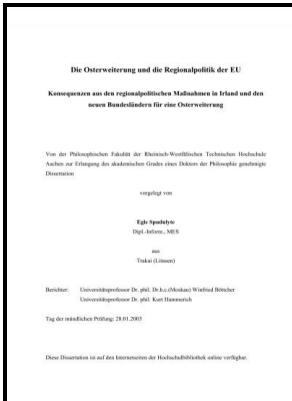 Die Osterweiterung und die Regionalpolitik der EU
Konsequenzen aus den regionalpolitischen Maßnahmen in Irland und den
neuen Bundesländern für eine Osterweiterung
Von der Philosophischen Fakultät der Rheinisch-Westfälischen Technischen Hochschule
Aachen zur Erlangung des akademischen Grades eines Doktors der Philosophie genehmigte
Dissertation
vorgelegt von
Egle Spudulyte
Dipl.-Inform., MES
aus
Trakai (Litauen)
Berichter: Universitätsprofessor Dr. phil. Dr.h.c.(Moskau) Winfried Böttcher
Universitätsprofessor Dr. phil. Kurt Hammerich
Tag der mündlichen Prüfung: 28.01.2003
Diese Dissertation ist auf den Internetseiten der Hochschulbibliothek online verfügbar.